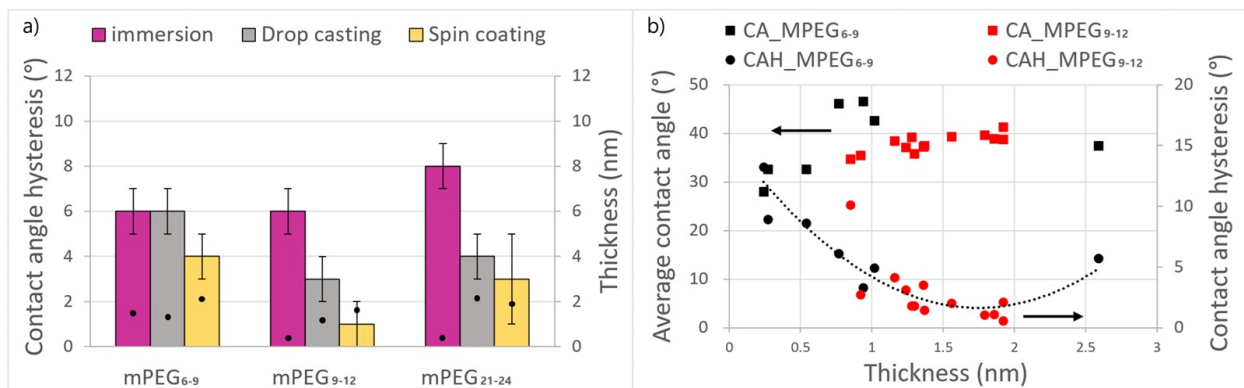 a)
immersion Drop casting Spin coating
Contact angle hysteresis (°)
12
10
8
6
4
2
0
12
10
8
6
4
2
0
Thickness (nm)
mPEG₆₋₉ mPEG₉₋₁₂ mPEG₂₁₋₂₄
b)
CA_MPEG₆₋₉ CA_MPEG₉₋₁₂
CAH_MPEG₆₋₉ CAH_MPEG₉₋₁₂
Average contact angle (°)
50
40
30
20
10
0
20
15
10
5
0
Contact angle hysteresis (°)
0 0.5 1 1.5 2 2.5 3
Thickness (nm)